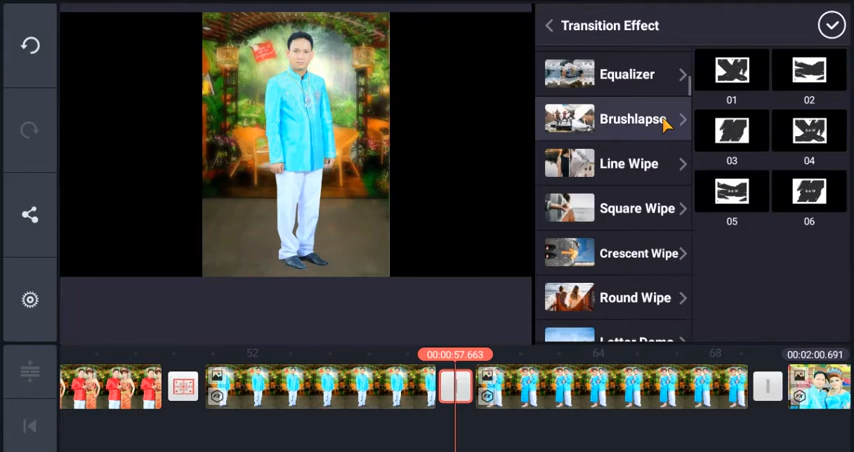 Transition Effect
Equalizer
Brushlapse
Line Wipe
Square Wipe
Crescent Wipe
Round Wipe
01
02
03
04
05
06
52
00:00:57.663
64
68
00:02:00.691